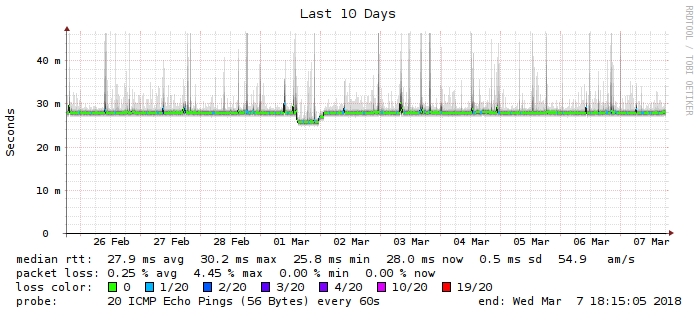 Last 10 Days
RRDTOOL / TOBI OETIKER
Seconds
40 m
30 m
20 m
10 m
0
26 Feb 27 Feb 28 Feb 01 Mar 02 Mar 03 Mar 04 Mar 05 Mar 06 Mar 07 Mar
median rtt: 27.9 ms avg 30.2 ms max 25.8 ms min 28.0 ms now 0.5 ms sd 54.9 am/s
packet loss: 0.25 % avg 4.45 % max 0.00 % min 0.00 % now
loss color: 0 1/20 2/20 3/20 4/20 10/20 19/20
probe: 20 ICMP Echo Pings (56 Bytes) every 60s end: Wed Mar 7 18:15:05 2018